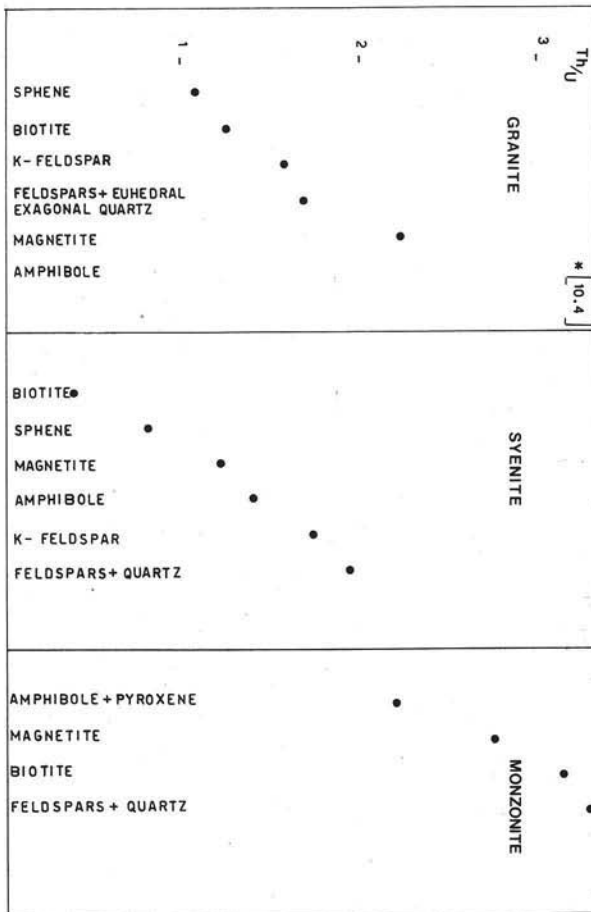 Th/U
1
2
3
GRANITE
SPHENE
BIOTITE
K- FELDSPAR
FELDSPARS + EUHEDRAL
EXAGONAL QUARTZ
MAGNETITE
AMPHIBOLE
* [10.4]
SYENITE
BIOTITE
SPHENE
MAGNETITE
AMPHIBOLE
K- FELDSPAR
FELDSPARS + QUARTZ
MONZONITE
AMPHIBOLE + PYROXENE
MAGNETITE
BIOTITE
FELDSPARS + QUARTZ